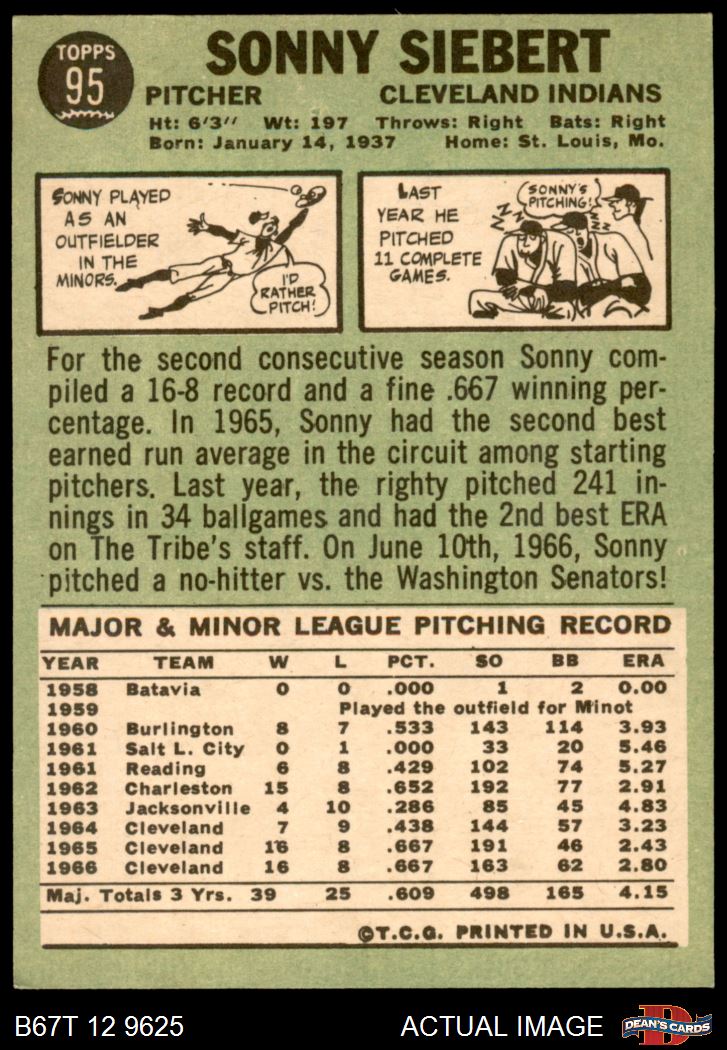 TOPPS
95
SONNY SIEBERT
PITCHER CLEVELAND INDIANS
Ht: 6'3" Wt: 197 Throws: Right Bats: Right
Born: January 14, 1937 Home: St. Louis, Mo.
SONNY PLAYED
AS AN
OUTFIELDER
IN THE
MINORS.
I'D
RATHER
PITCH!
LAST
YEAR HE
PITCHED
11 COMPLETE
GAMES.
SONNY'S
PITCHING!
ZZZ
ZZZ
For the second consecutive season Sonny com-
piled a 16-8 record and a fine .667 winning per-
centage. In 1965, Sonny had the second best
earned run average in the circuit among starting
pitchers. Last year, the righty pitched 241 in-
nings in 34 ballgames and had the 2nd best ERA
on The Tribe's staff. On June 10th, 1966, Sonny
pitched a no-hitter vs. the Washington Senators!
MAJOR & MINOR LEAGUE PITCHING RECORD
YEAR TEAM W L PCT. SO BB ERA
1958 Batavia 0 0 .000 1 2 0.00
1959 Played the outfield for Minot
1960 Burlington 8 7 .533 143 114 3.93
1961 Salt L. City 0 1 .000 33 20 5.46
1961 Reading 6 8 .429 102 74 5.27
1962 Charleston 15 8 .652 192 77 2.91
1963 Jacksonville 4 10 .286 85 45 4.83
1964 Cleveland 7 9 .438 144 57 3.23
1965 Cleveland 16 8 .667 191 46 2.43
1966 Cleveland 16 8 .667 163 62 2.80
Maj. Totals 3 Yrs. 39 25 .609 498 165 4.15
©T.C.G. PRINTED IN U.S.A.
B67T 12 9625 ACTUAL IMAGE
D
DEAN'S CARDS